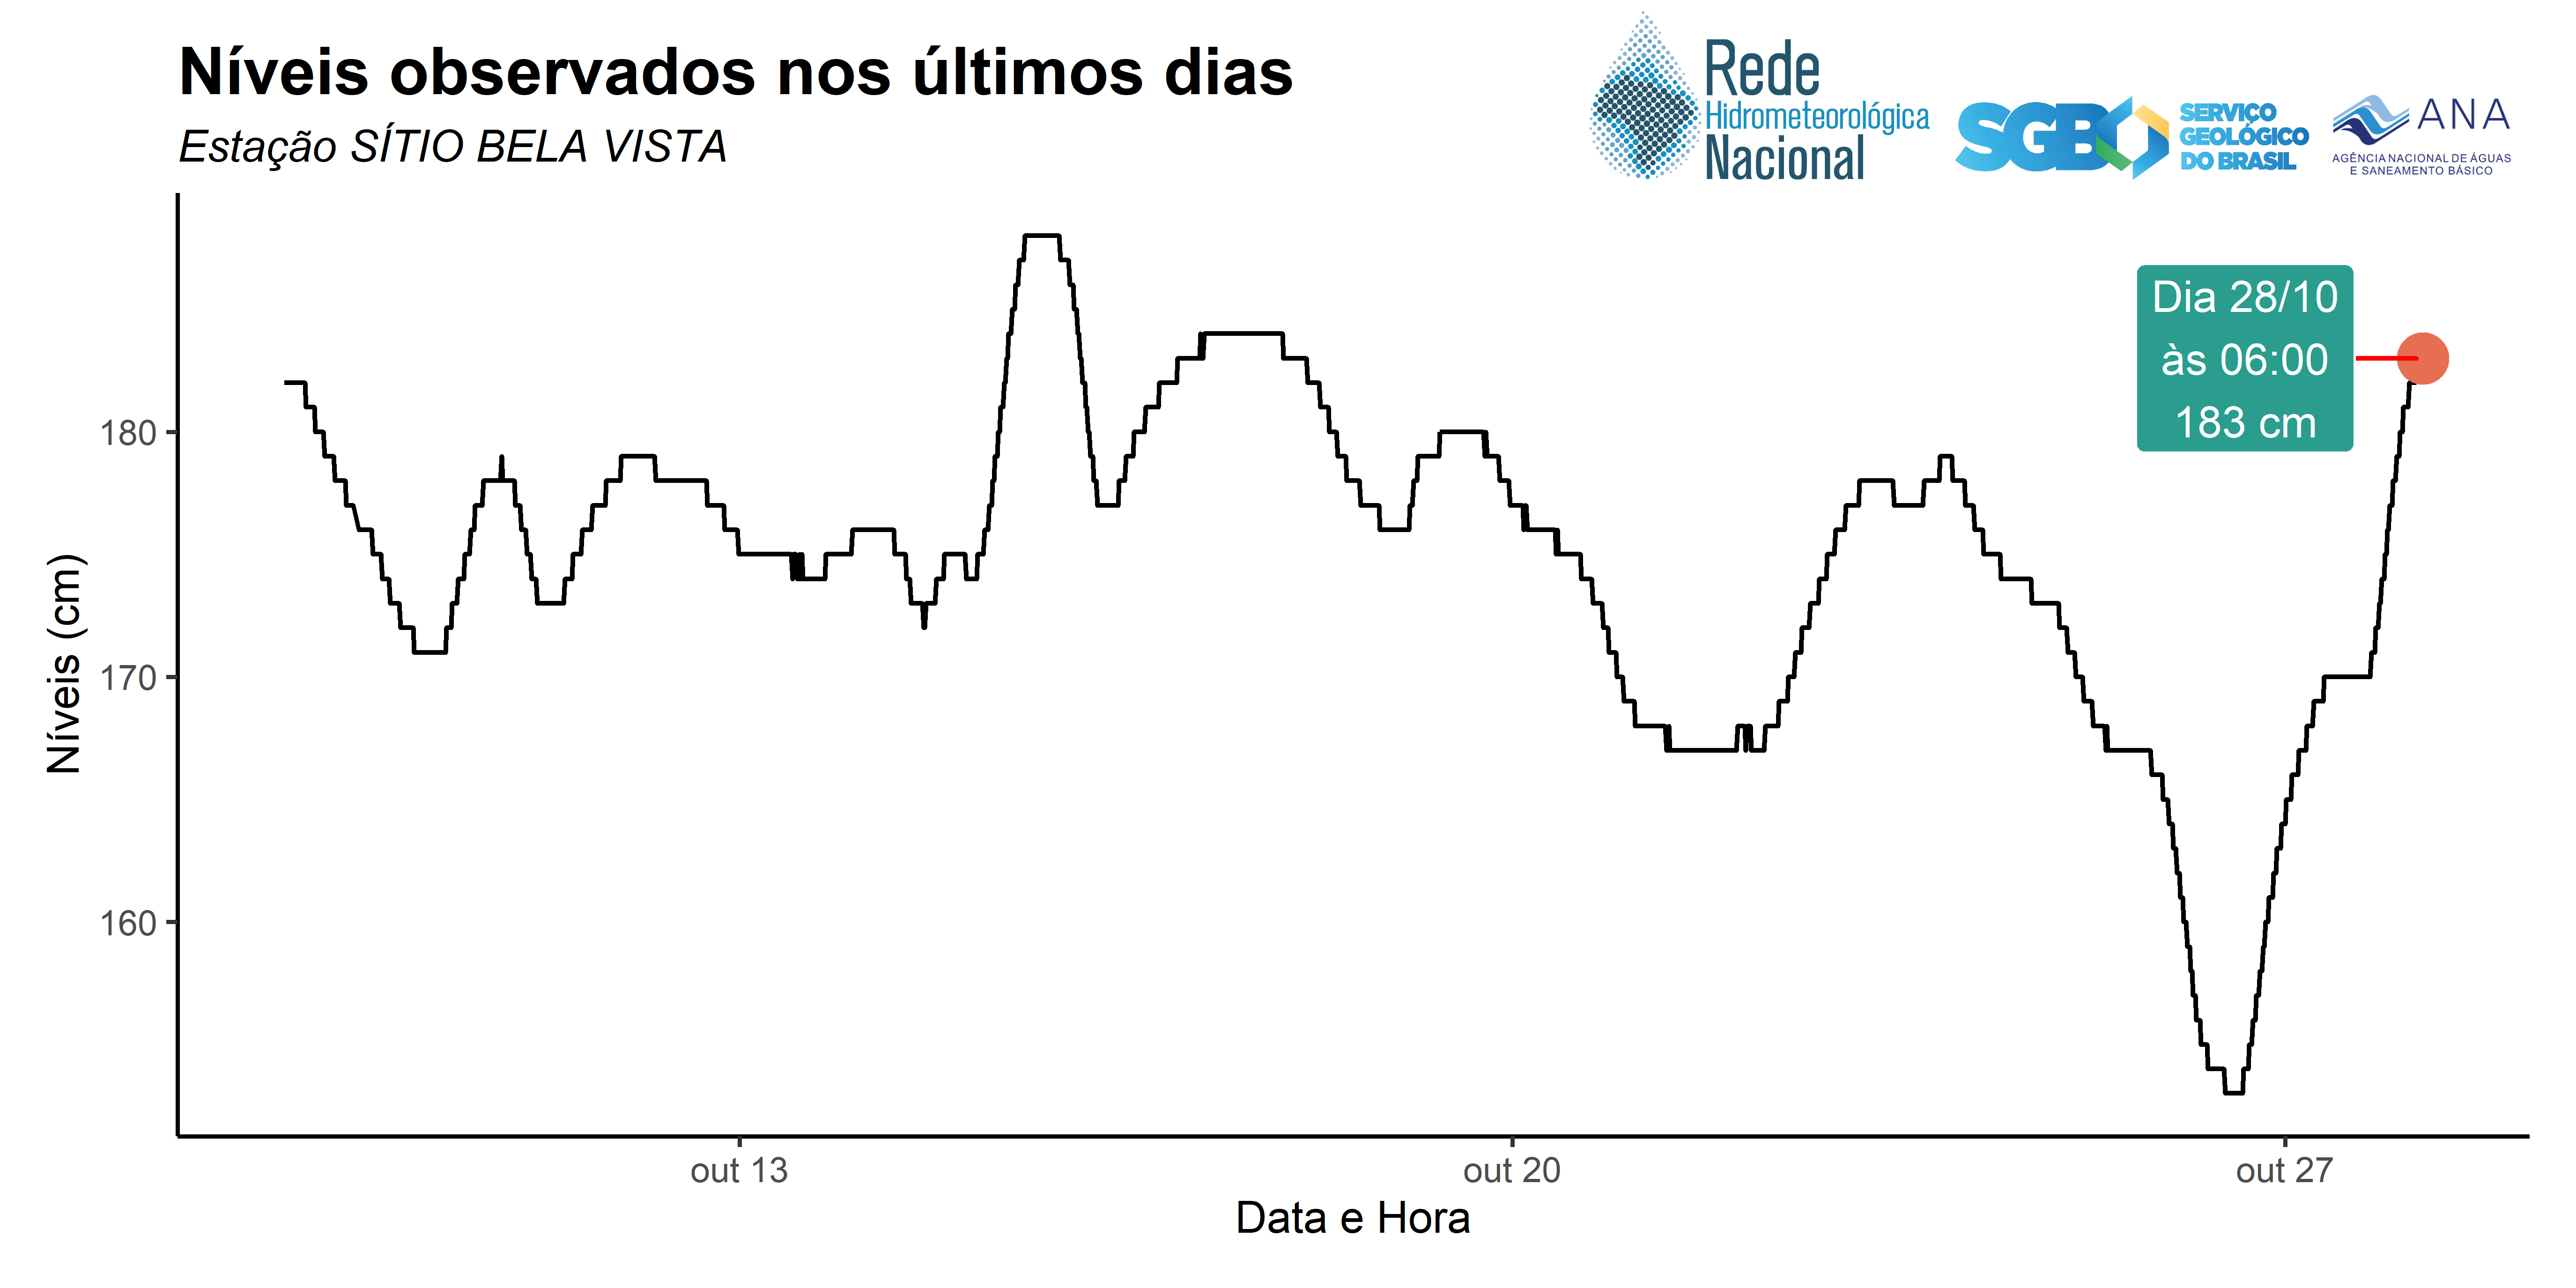 Níveis observados nos últimos dias
Estação SÍTIO BELA VISTA
Rede
Hidrometeorológica
Nacional
SGB
SERVIÇO
GEOLÓGICO
DO BRASIL
ANA
AGÊNCIA NACIONAL DE ÁGUAS
E SANEAMENTO BÁSICO
Dia 28/10
às 06:00
183 cm
Níveis (cm)
180
170
160
out 13
out 20
out 27
Data e Hora